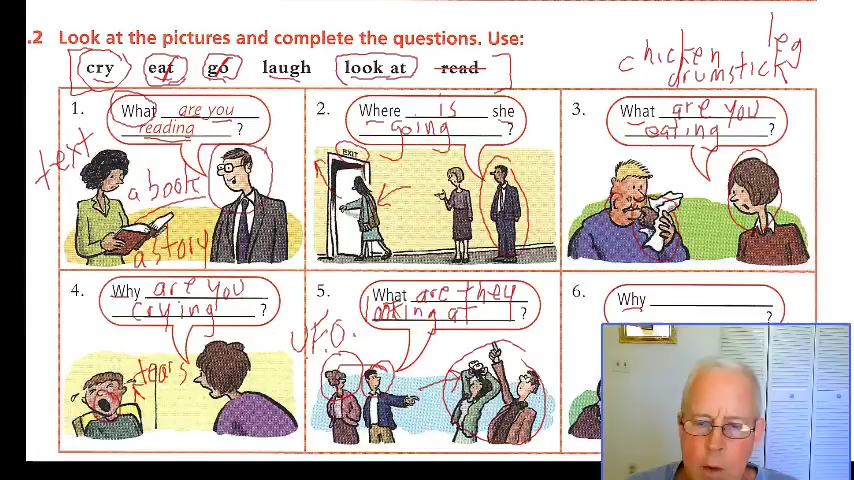 .2 Look at the pictures and complete the questions. Use:
cry eat go laugh look at read
chicken leg
drumstick
1. What are you
reading ?
text
a book
a story
2. Where is she
going ?
EXIT
3. What are you
eating ?
4. Why are you
crying ?
tears
5. What are they
looking at ?
U.F.O.
6. Why
?